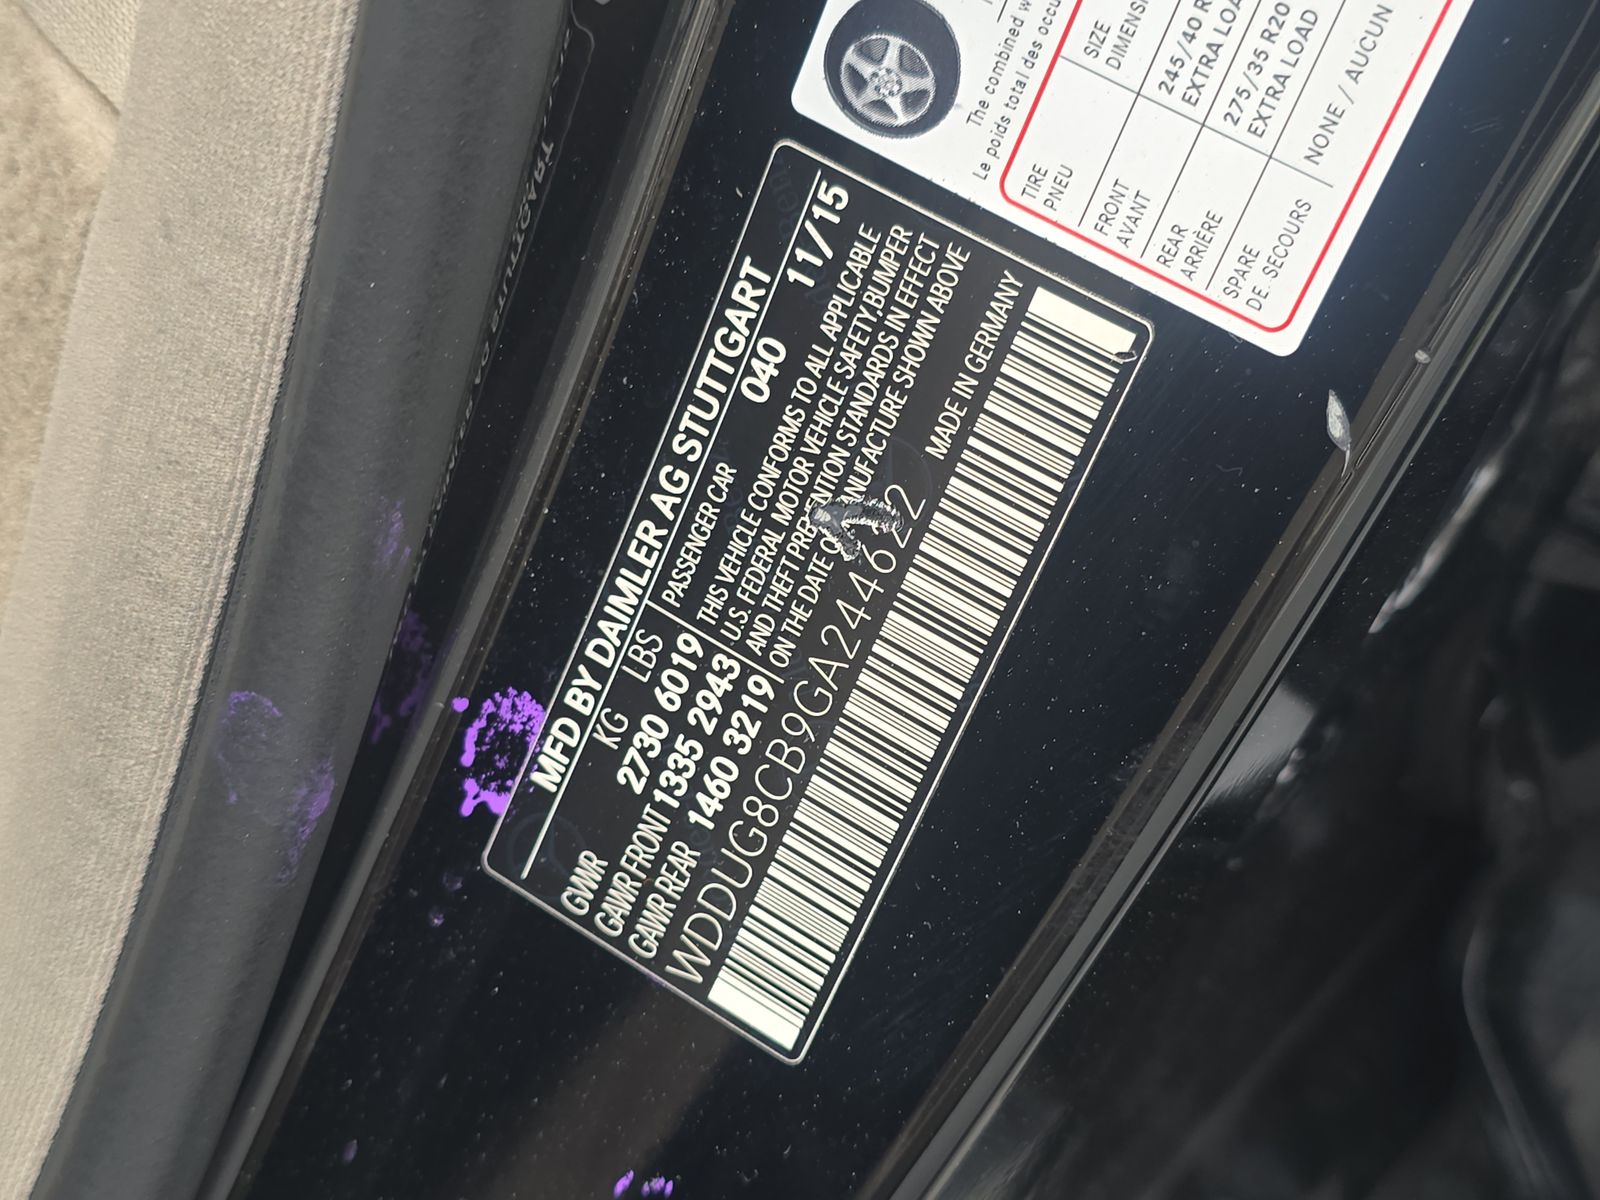 MFD BY DAIMLER AG STUTTGART
KG LBS PASSENGER CAR 040 11/15
GVWR 2730 6019
GAWR FRONT 1335 2943
GAWR REAR 1460 3219
THIS VEHICLE CONFORMS TO ALL APPLICABLE
U.S. FEDERAL MOTOR VEHICLE SAFETY, BUMPER
AND THEFT PREVENTION STANDARDS IN EFFECT
ON THE DATE OF MANUFACTURE SHOWN ABOVE
MADE IN GERMANY
WDDUG8CB9GA244622
The combined
Le poids total des
TIRE SIZE
PNEU
FRONT 245/40
AVANT EXTRA
REAR 275/35 R20
ARRIÈRE EXTRA LOAD
SPARE NONE / AUCUN
DE SECOURS